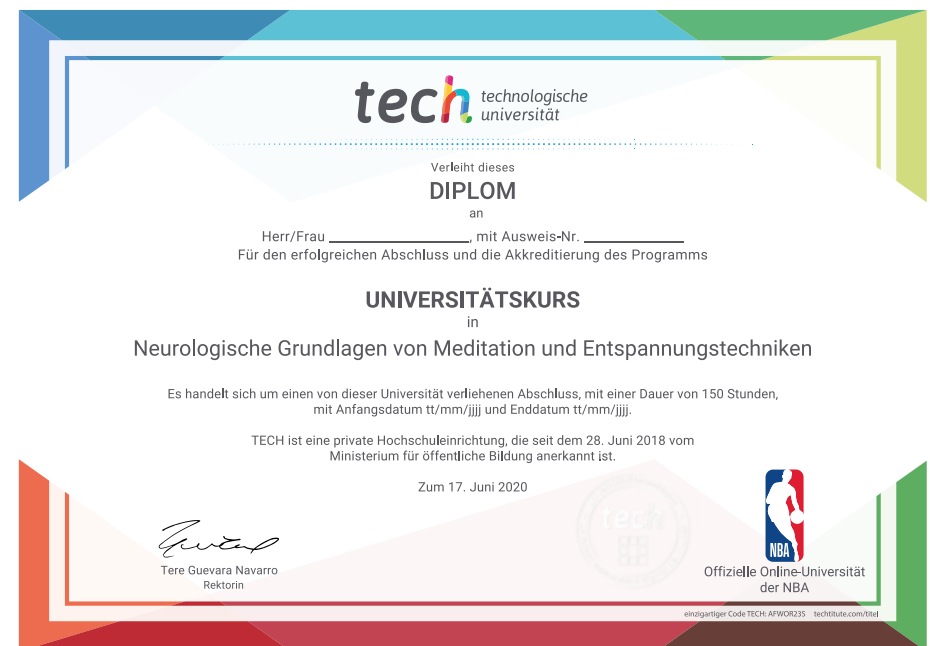 tech technologische
universität
Verleiht dieses
DIPLOM
an
Herr/Frau ____________________, mit Ausweis-Nr. ______________
Für den erfolgreichen Abschluss und die Akkreditierung des Programms
UNIVERSITÄTSKURS
in
Neurologische Grundlagen von Meditation und Entspannungstechniken
Es handelt sich um einen von dieser Universität verliehenen Abschluss, mit einer Dauer von 150 Stunden,
mit Anfangsdatum tt/mm/jjjj und Enddatum tt/mm/jjjj.
TECH ist eine private Hochschuleinrichtung, die seit dem 28. Juni 2018 vom
Ministerium für öffentliche Bildung anerkannt ist.
Zum 17. Juni 2020
tech
Tere Guevara Navarro
Rektorin
NBA
Offizielle Online-Universität
der NBA
einzigartiger Code TECH: AFWOR23S techtitute.com/titel